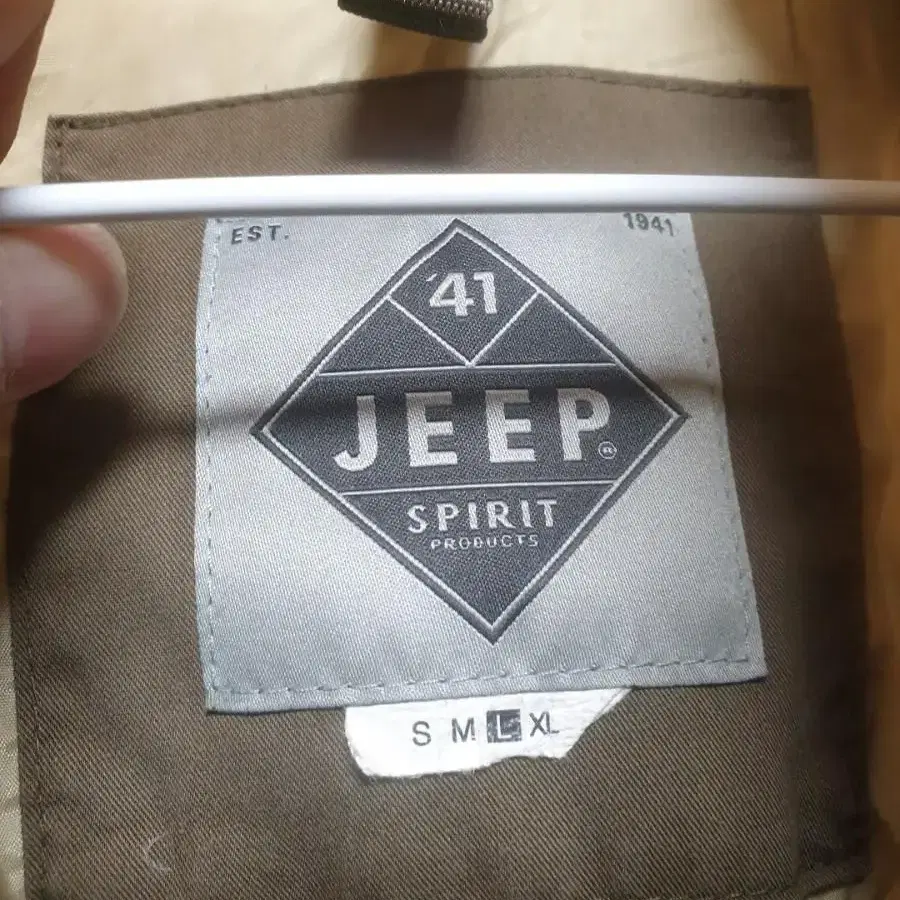 EST. 1941
'41
JEEP®
SPIRIT
PRODUCTS
S M L XL